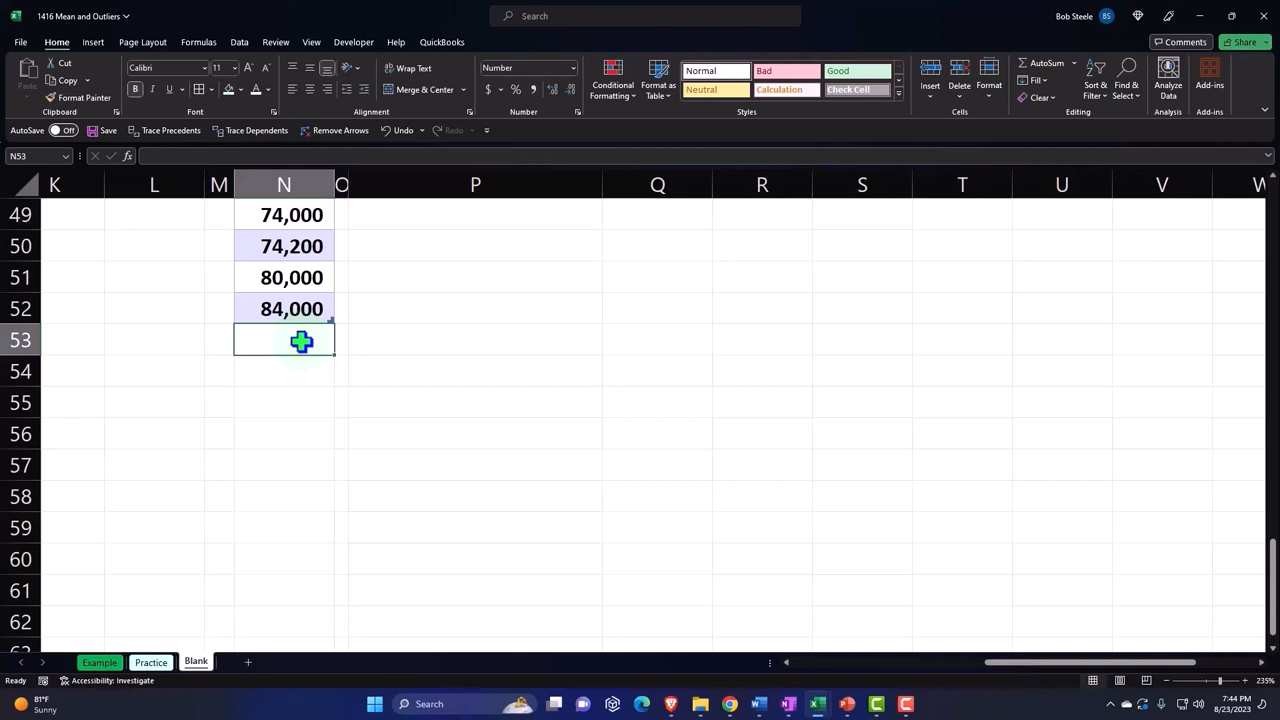 1416 Mean and Outliers
Search
Bob Steele
BS
File Home Insert Page Layout Formulas Data Review View Developer Help QuickBooks
Comments
Share
Paste
Cut
Copy
Format Painter
Clipboard
Calibri
11
Font
Wrap Text
Merge & Center
Alignment
Number
Number
Conditional Formatting
Format as Table
Normal
Bad
Good
Neutral
Calculation
Check Cell
Styles
Insert
Delete
Format
Cells
AutoSum
Fill
Clear
Sort & Filter
Find & Select
Editing
Analyze Data
Analysis
Add-ins
Add-ins
AutoSave Off
Save
Trace Precedents
Trace Dependents
Remove Arrows
Undo
Redo
N53
fx
K L M N O P Q R S T U V W
49 74,000
50 74,200
51 80,000
52 84,000
53
54
55
56
57
58
59
60
61
62
63
Example
Practice
Blank
Ready
Accessibility: Investigate
235%
81°F
Sunny
Search
7:44 PM
8/23/2023